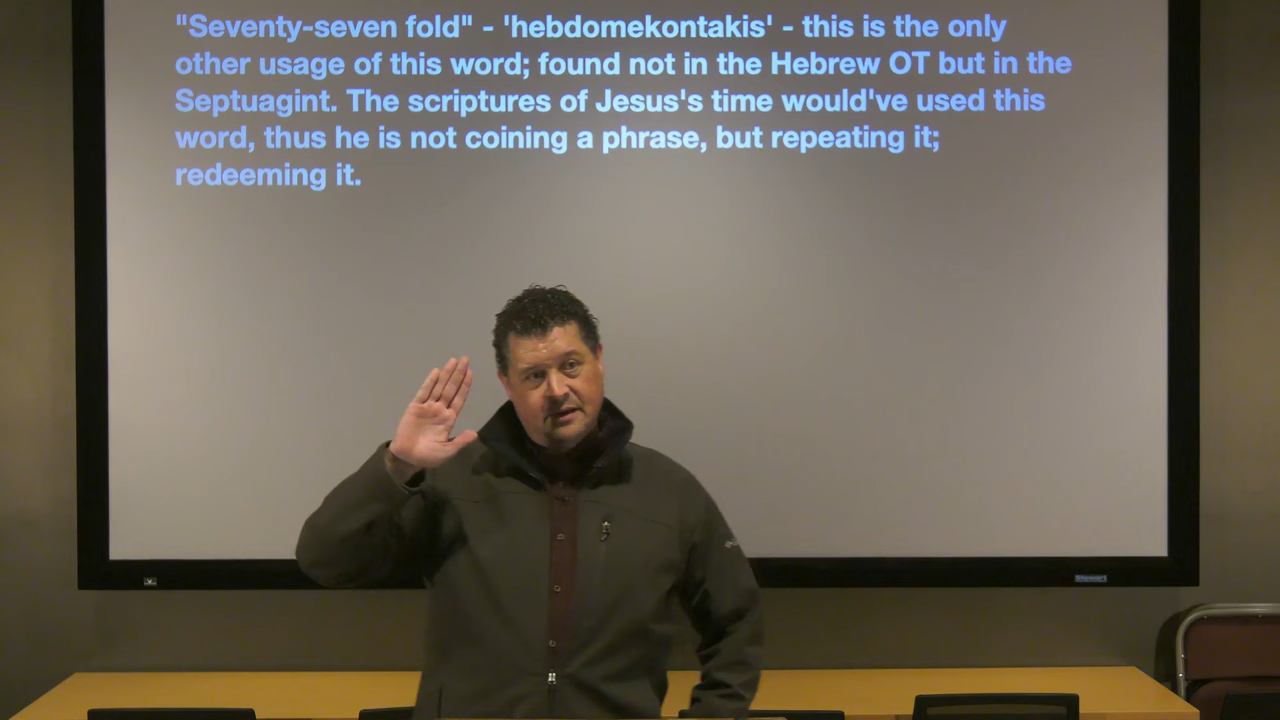 "Seventy-seven fold" - 'hebdomekontakis' - this is the only
other usage of this word; found not in the Hebrew OT but in the
Septuagint. The scriptures of Jesus's time would've used this
word, thus he is not coining a phrase, but repeating it;
redeeming it.
Stewart